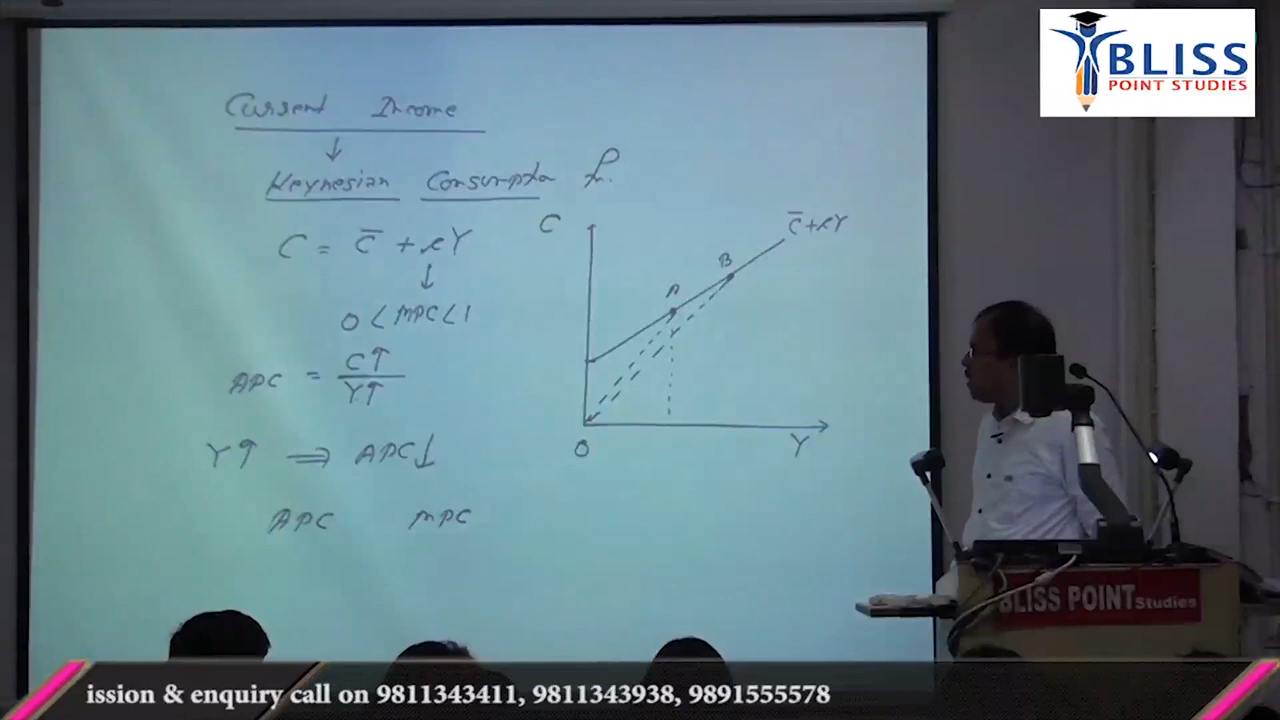 BLISS
POINT STUDIES
Current Income
↓
Keynesian Consumptn fn.
C = C̄ + cY
↓
0 < MPC < 1
APC = C↑ / Y↑
Y↑ ⟹ APC↓
APC MPC
C
C̄+cY
B
A
O
Y
BLISS POINT Studies
ission & enquiry call on 9811343411, 9811343938, 9891555578